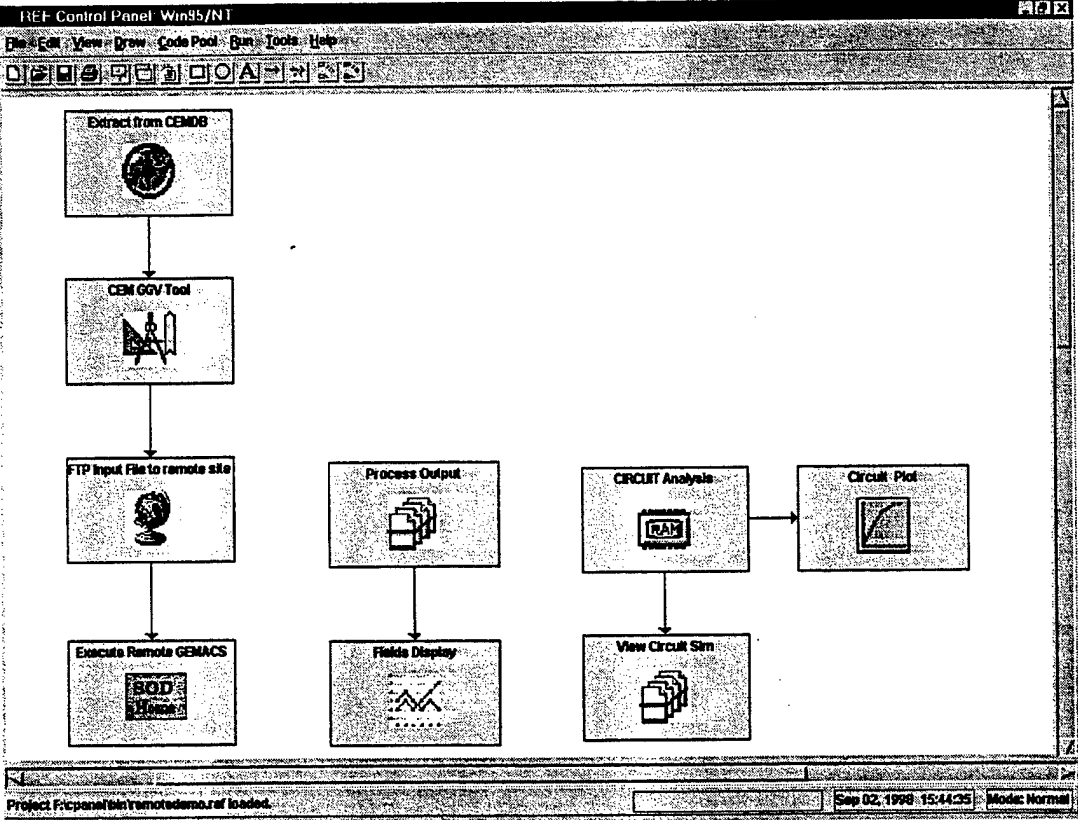 REF Control Panel: Win95/NT
File Edit View Draw Code Pool Run Tools Help
A
Extract from CEMDB
CEM GGV Tool
FTP Input File to remote site
Process Output
CIRCUIT Analysis
RAM
Circuit Plot
Execute Remote GEMACS
Fields Display
View Circuit Sim
Project F:\cpanel\bin\remotedemo.ref loaded.
Sep 02, 1998 15:44:35
Mode: Normal